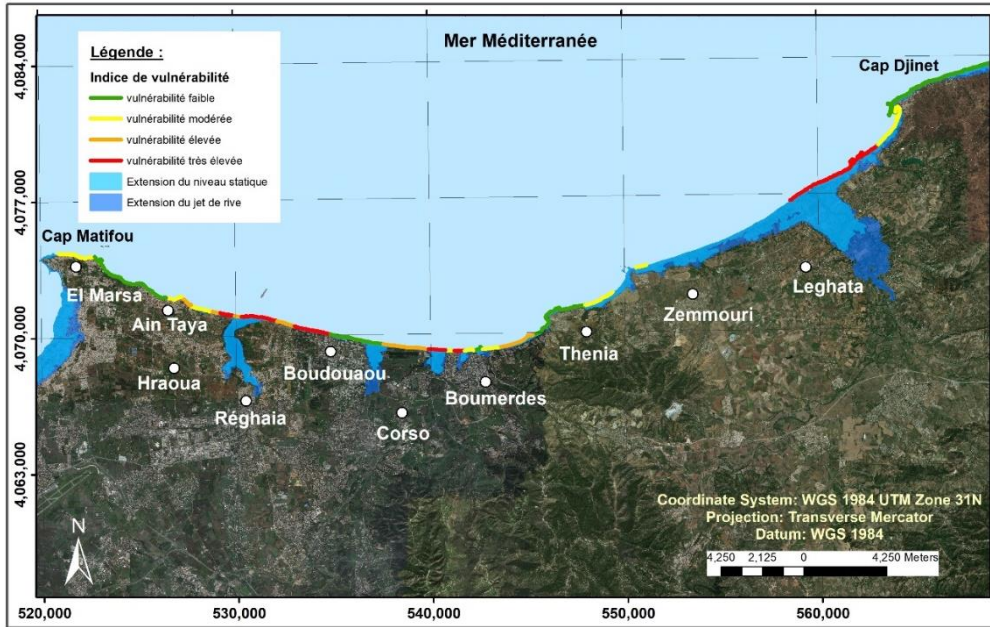 Mer Méditerranée
Cap Djinet
Légende :
Indice de vulnérabilité
vulnérabilité faible
vulnérabilité modérée
vulnérabilité élevée
vulnérabilité très élevée
Extension du niveau statique
Extension du jet de rive
Cap Matifou
El Marsa
Ain Taya
Hraoua
Réghaia
Boudouaou
Corso
Boumerdes
Thenia
Zemmouri
Leghata
4,084,000
4,077,000
4,070,000
4,063,000
N
Coordinate System: WGS 1984 UTM Zone 31N
Projection: Transverse Mercator
Datum: WGS 1984
4,250 2,125 0 4,250 Meters
520,000 530,000 540,000 550,000 560,000